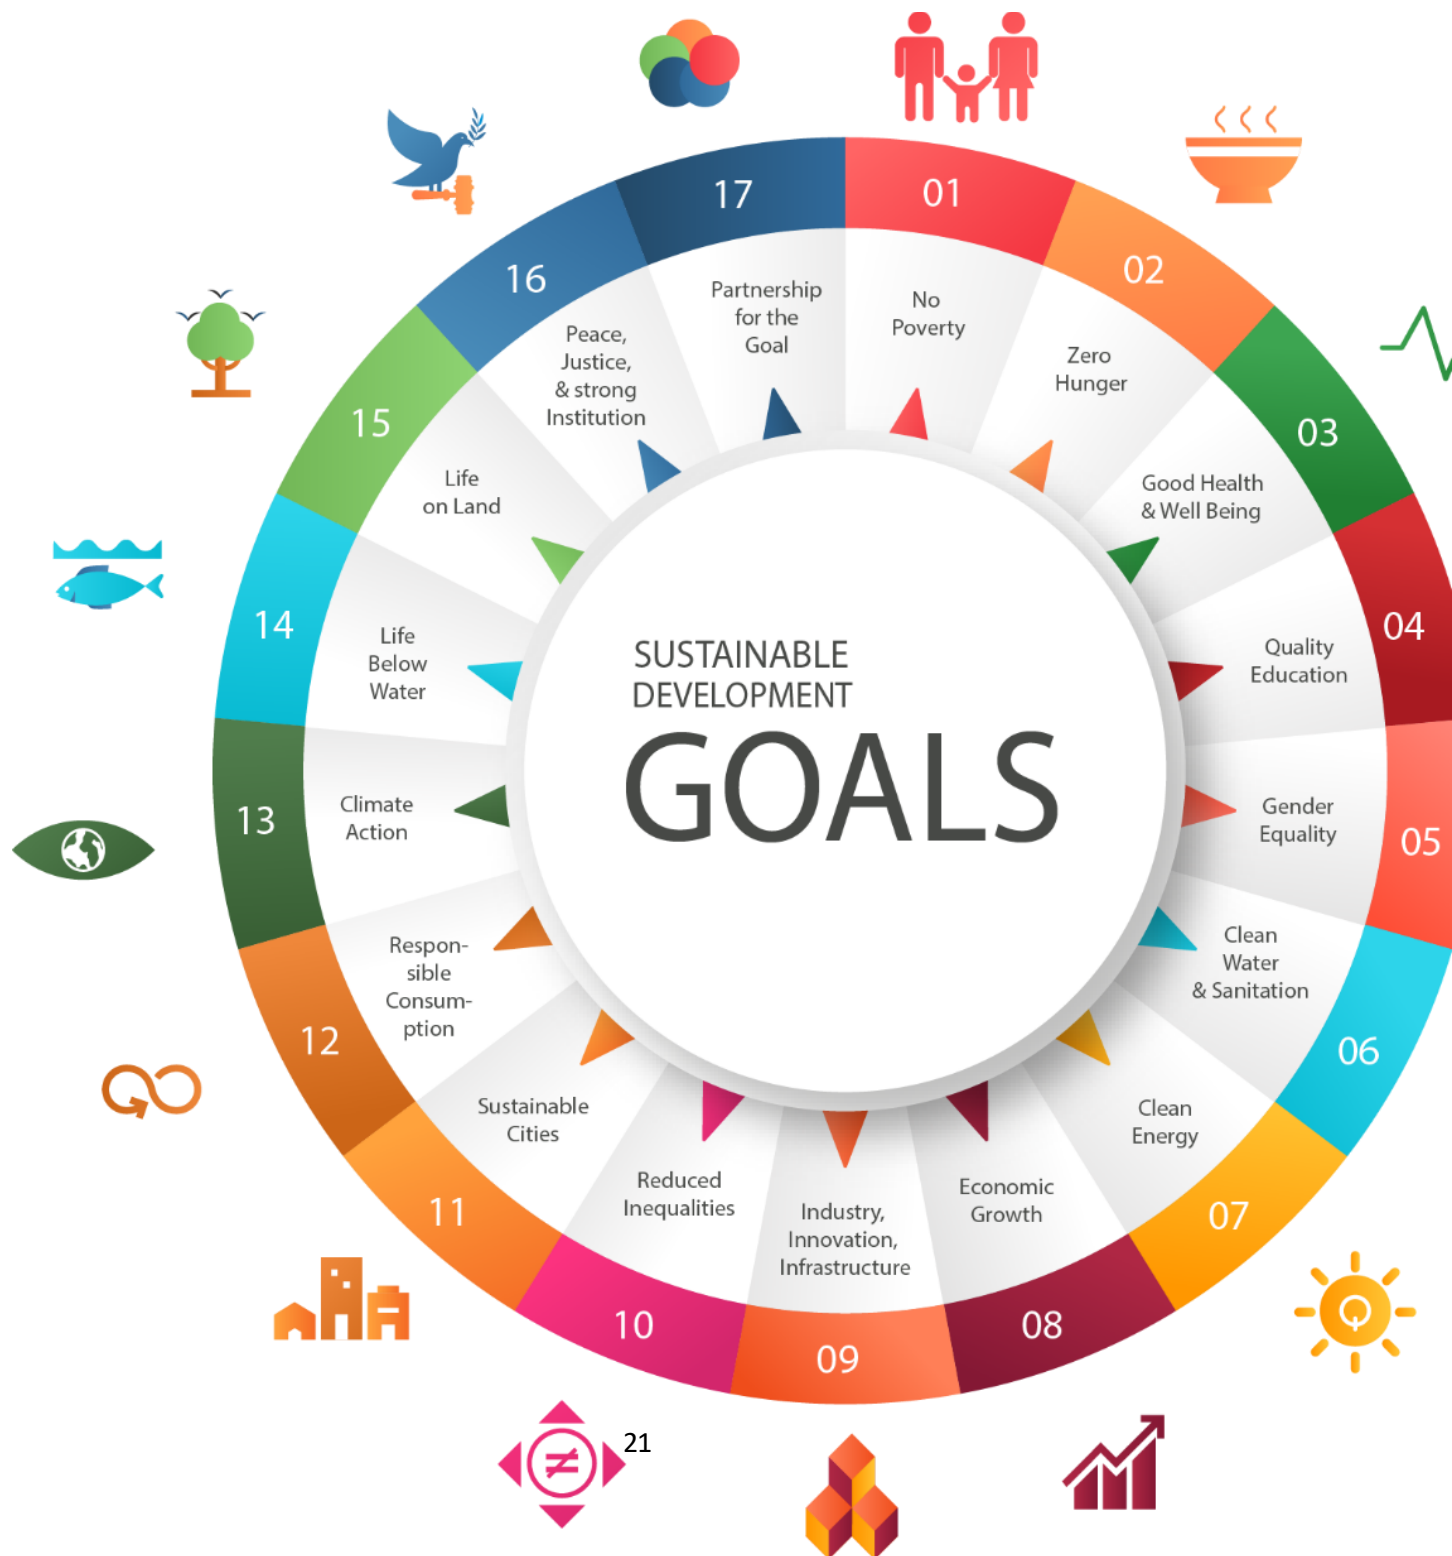 SUSTAINABLE
DEVELOPMENT
GOALS
01
No
Poverty
02
Zero
Hunger
03
Good Health
& Well Being
04
Quality
Education
05
Gender
Equality
06
Clean
Water
& Sanitation
07
Clean
Energy
08
Economic
Growth
09
Industry,
Innovation,
Infrastructure
10
Reduced
Inequalities
11
Sustainable
Cities
12
Respon-
sible
Consum-
ption
13
Climate
Action
14
Life
Below
Water
15
Life
on Land
16
Peace,
Justice,
& strong
Institution
17
Partnership
for the
Goal
21